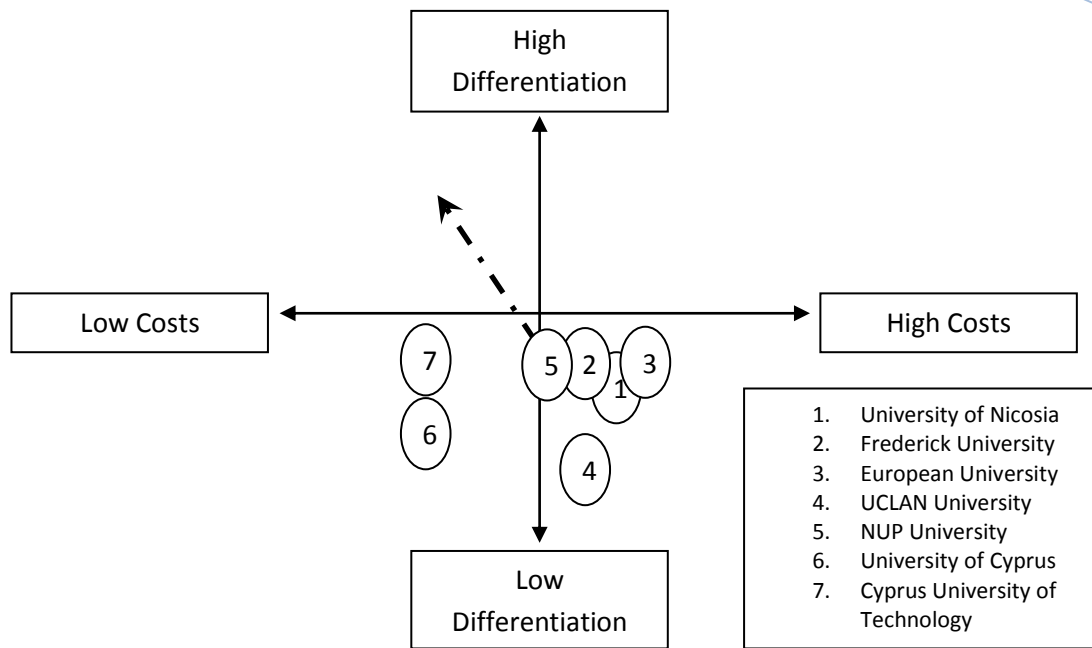 High
Differentiation
Low Costs
High Costs
7
5
2
1
3
6
4
1. University of Nicosia
2. Frederick University
3. European University
4. UCLAN University
5. NUP University
6. University of Cyprus
7. Cyprus University of
Technology
Low
Differentiation